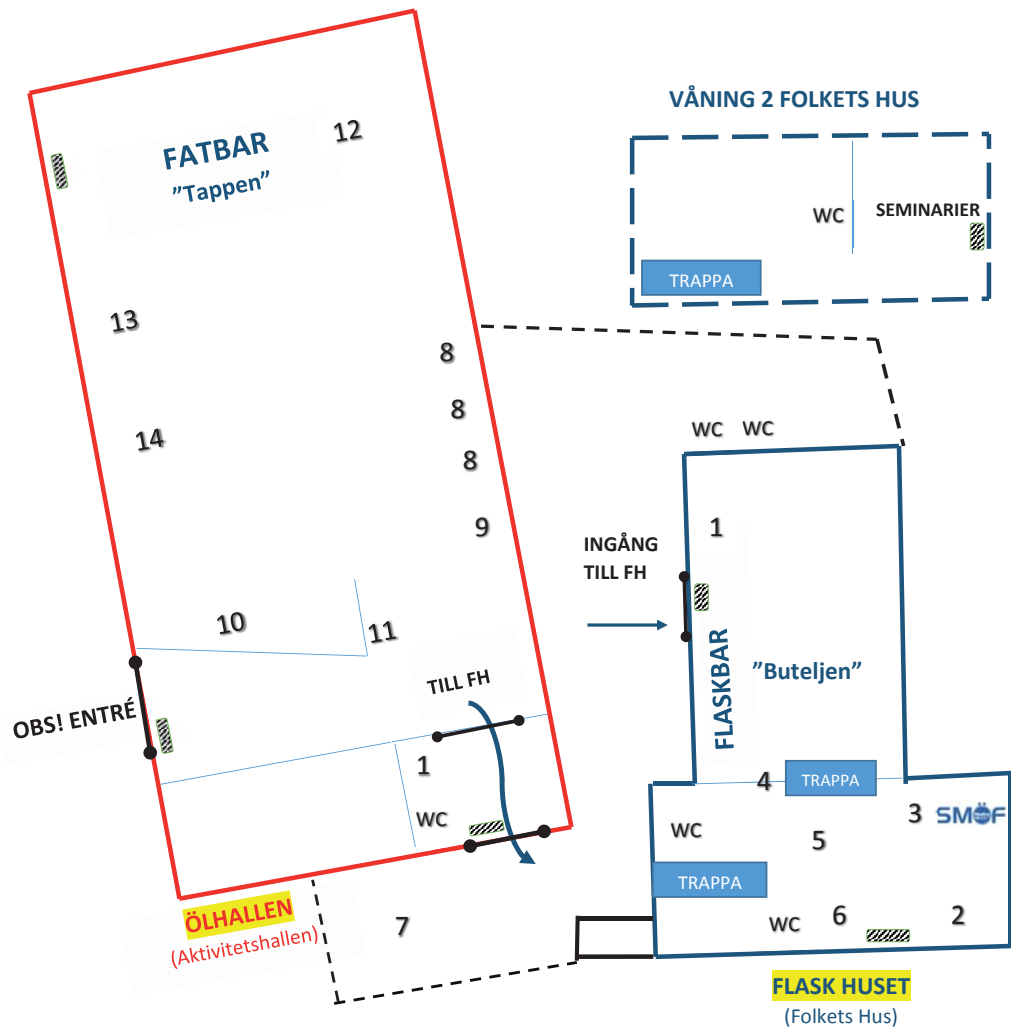 FATBAR
”Tappen”
12
13
14
8
8
8
9
10
11
OBS! ENTRÉ
TILL FH
1
WC
ÖLHALLEN
(Aktivitetshallen)
7
VÅNING 2 FOLKETS HUS
WC
SEMINARIER
TRAPPA
WC WC
1
INGÅNG
TILL FH
FLASKBAR
”Buteljen”
4
TRAPPA
3
SMÖF
WC
5
TRAPPA
WC
6
2
FLASK HUSET
(Folkets Hus)